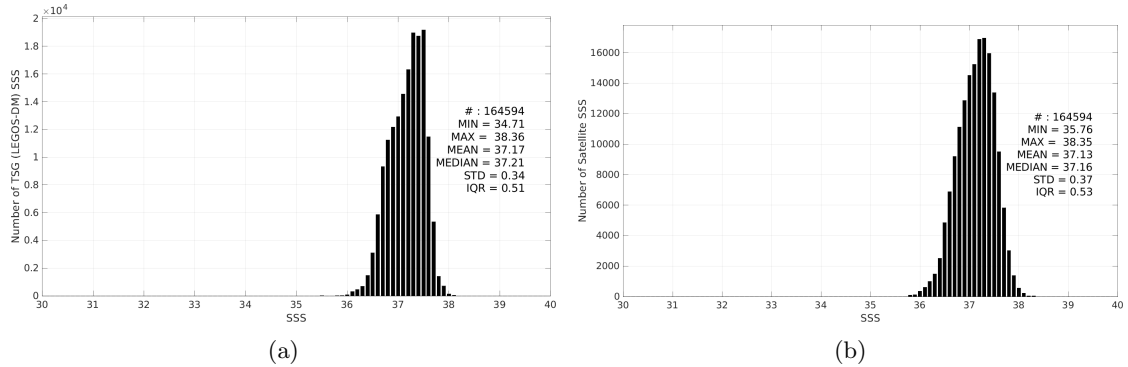 2 ×10⁴
1.8
1.6
1.4
1.2
1
0.8
0.6
0.4
0.2
0
Number of TSG (LEGOS-DM) SSS
# : 164594
MIN = 34.71
MAX = 38.36
MEAN = 37.17
MEDIAN = 37.21
STD = 0.34
IQR = 0.51
30 31 32 33 34 35 36 37 38 39 40
SSS
(a)
16000
14000
12000
10000
8000
6000
4000
2000
0
Number of Satellite SSS
# : 164594
MIN = 35.76
MAX = 38.35
MEAN = 37.13
MEDIAN = 37.16
STD = 0.37
IQR = 0.53
30 31 32 33 34 35 36 37 38 39 40
SSS
(b)